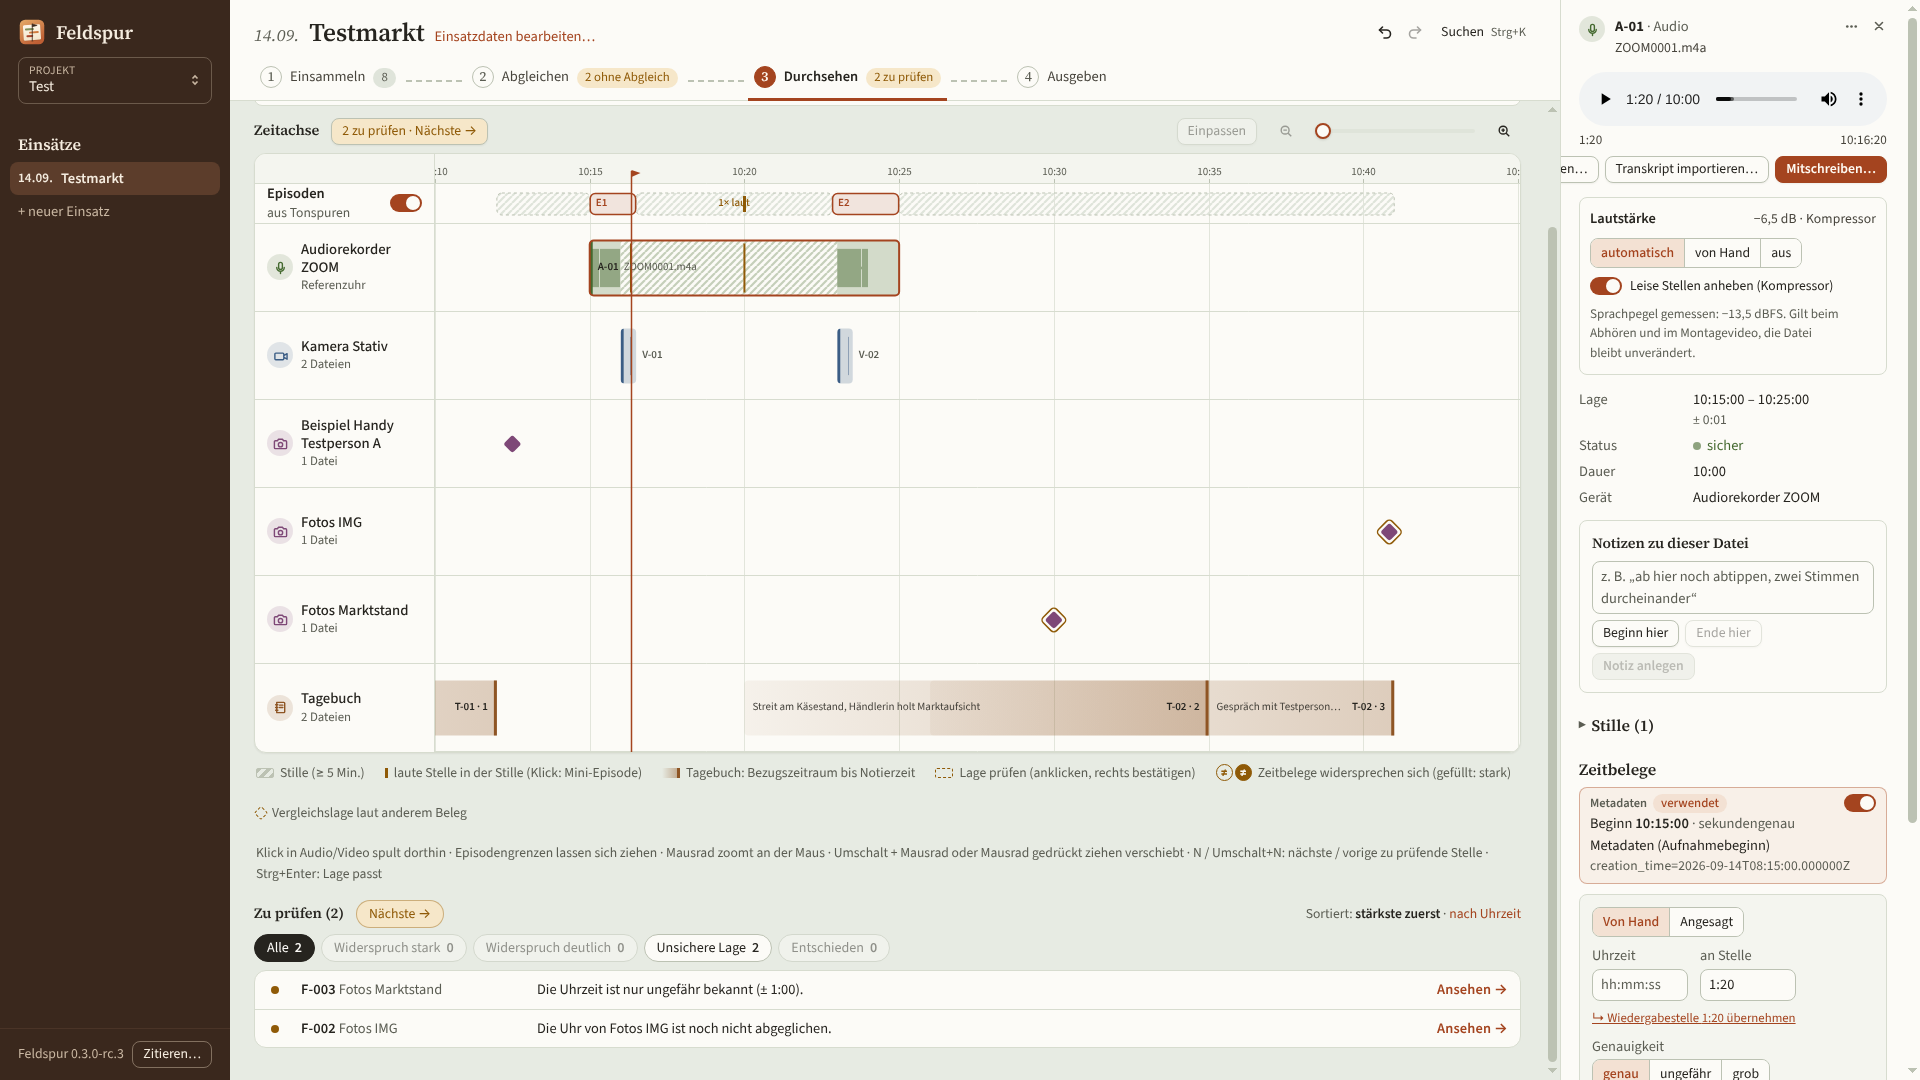 Feldspur
PROJEKT
Test
Einsätze
14.09. Testmarkt
+ neuer Einsatz
Feldspur 0.3.0-rc.3
Zitieren…
14.09. Testmarkt Einsatzdaten bearbeiten…
Suchen Strg+K
1 Einsammeln 8
2 Abgleichen 2 ohne Abgleich
3 Durchsehen 2 zu prüfen
4 Ausgeben
Zeitachse
2 zu prüfen · Nächste →
Einpassen
:10 10:15 10:20 10:25 10:30 10:35 10:40 10:
Episoden
aus Tonspuren
E1
1× laut
E2
Audiorekorder
ZOOM
Referenzuhr
A-01 ZOOM0001.m4a
Kamera Stativ
2 Dateien
V-01
V-02
Beispiel Handy
Testperson A
1 Datei
Fotos IMG
1 Datei
Fotos Marktstand
1 Datei
Tagebuch
2 Dateien
T-01 · 1
Streit am Käsestand, Händlerin holt Marktaufsicht
T-02 · 2
Gespräch mit Testperson…
T-02 · 3
Stille (≥ 5 Min.)
laute Stelle in der Stille (Klick: Mini-Episode)
Tagebuch: Bezugszeitraum bis Notierzeit
Lage prüfen (anklicken, rechts bestätigen)
≠ ≠ Zeitbelege widersprechen sich (gefüllt: stark)
Vergleichslage laut anderem Beleg
Klick in Audio/Video spult dorthin · Episodengrenzen lassen sich ziehen · Mausrad zoomt an der Maus · Umschalt + Mausrad oder Mausrad gedrückt ziehen verschiebt · N / Umschalt+N: nächste / vorige zu prüfende Stelle ·
Strg+Enter: Lage passt
Zu prüfen (2)
Nächste →
Sortiert: stärkste zuerst · nach Uhrzeit
Alle 2
Widerspruch stark 0
Widerspruch deutlich 0
Unsichere Lage 2
Entschieden 0
F-003 Fotos Marktstand
Die Uhrzeit ist nur ungefähr bekannt (± 1:00).
Ansehen →
F-002 Fotos IMG
Die Uhr von Fotos IMG ist noch nicht abgeglichen.
Ansehen →
A-01 · Audio
ZOOM0001.m4a
1:20 / 10:00
1:20
10:16:20
en…
Transkript importieren…
Mitschreiben…
Lautstärke
−6,5 dB · Kompressor
automatisch
von Hand
aus
Leise Stellen anheben (Kompressor)
Sprachpegel gemessen: −13,5 dBFS. Gilt beim
Abhören und im Montagevideo, die Datei
bleibt unverändert.
Lage
10:15:00 – 10:25:00
± 0:01
Status
sicher
Dauer
10:00
Gerät
Audiorekorder ZOOM
Notizen zu dieser Datei
z. B. „ab hier noch abtippen, zwei Stimmen
durcheinander“
Beginn hier
Ende hier
Notiz anlegen
Stille (1)
Zeitbelege
Metadaten verwendet
Beginn 10:15:00 · sekundengenau
Metadaten (Aufnahmebeginn)
creation_time=2026-09-14T08:15:00.000000Z
Von Hand
Angesagt
Uhrzeit
an Stelle
hh:mm:ss
1:20
↳ Wiedergabestelle 1:20 übernehmen
Genauigkeit
genau
ungefähr
grob